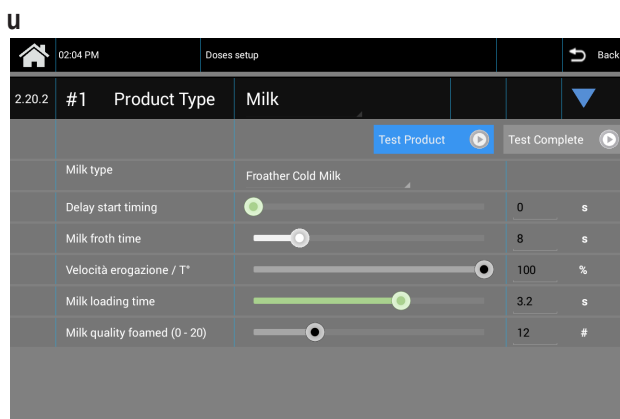 u
02:04 PM Doses setup Back
2.20.2 #1 Product Type Milk
Test Product Test Complete
Milk type Froather Cold Milk
Delay start timing 0 s
Milk froth time 8 s
Velocità erogazione / T° 100 %
Milk loading time 3.2 s
Milk quality foamed (0 - 20) 12 #